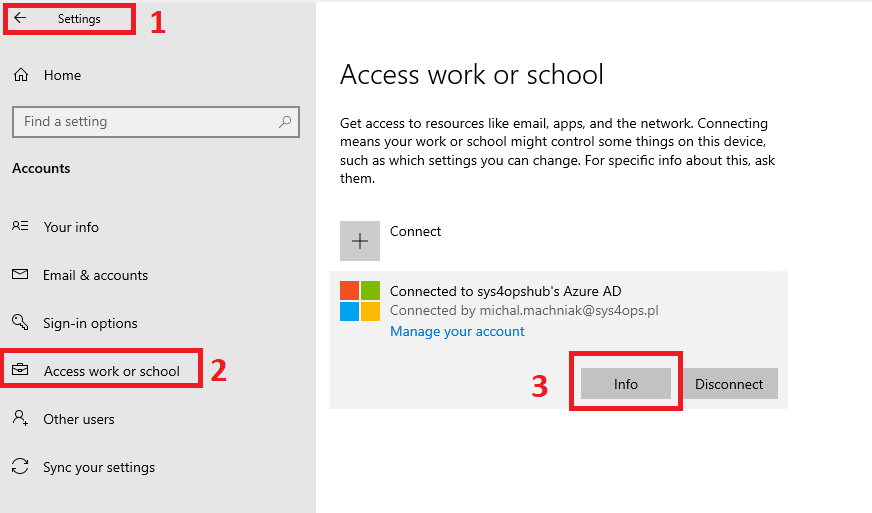 Settings
1
Home
Find a setting
Accounts
Your info
Email & accounts
Sign-in options
Access work or school
2
Other users
Sync your settings
Access work or school
Get access to resources like email, apps, and the network. Connecting
means your work or school might control some things on this device,
such as which settings you can change. For specific info about this, ask
them.
Connect
Connected to sys4opshub's Azure AD
Connected by michal.machniak@sys4ops.pl
Manage your account
3
Info
Disconnect